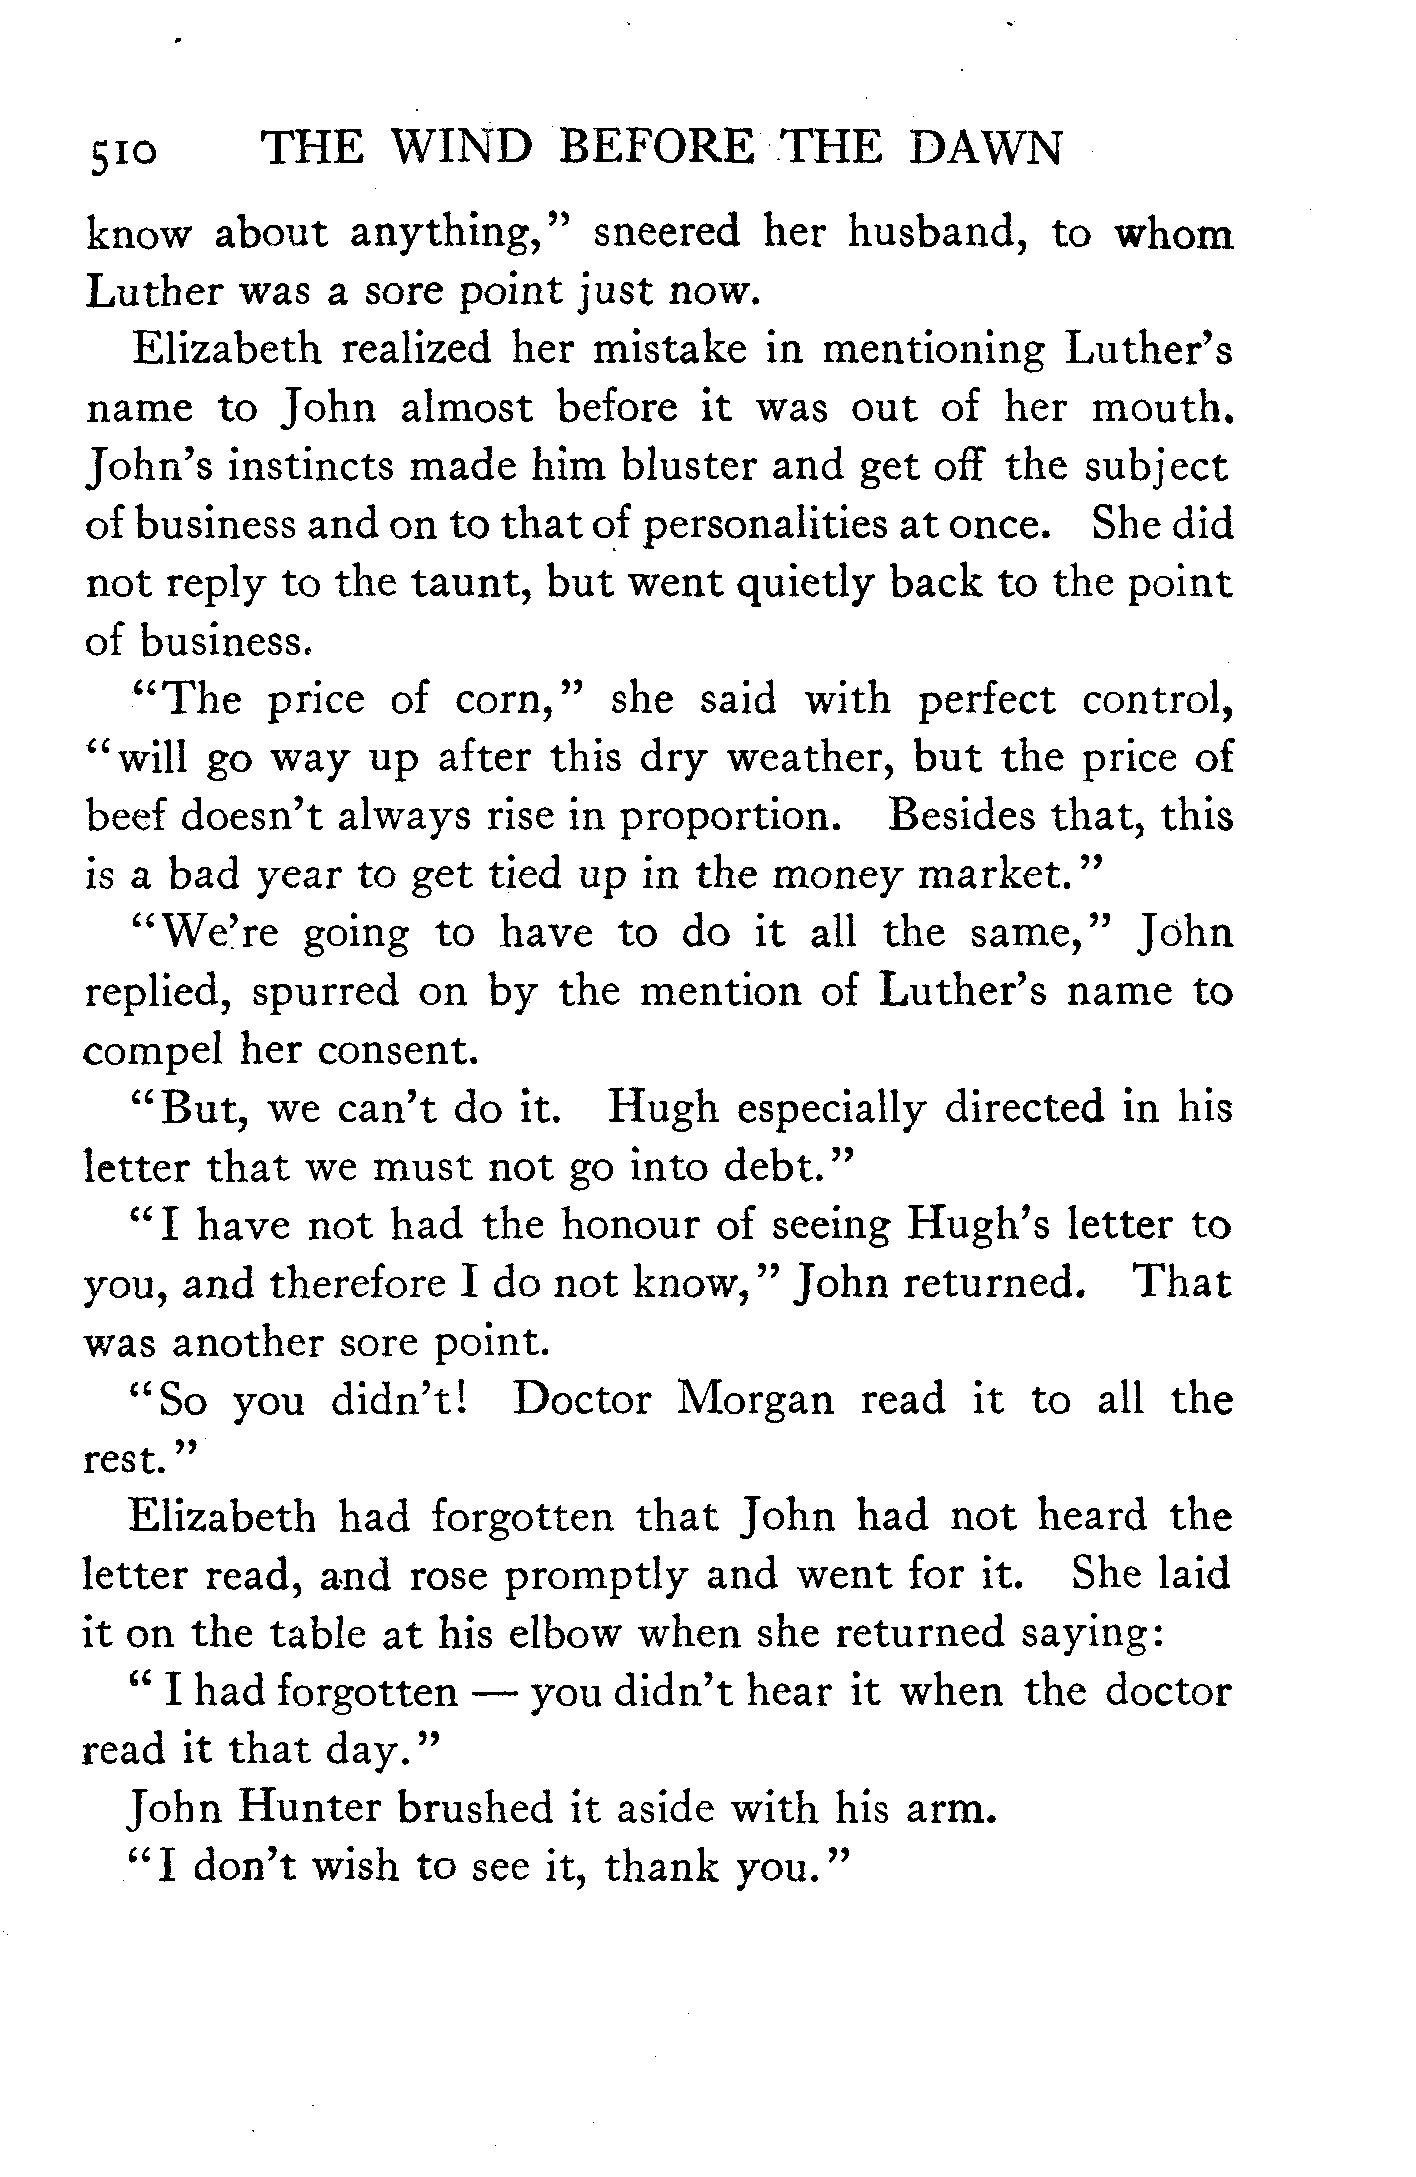 510 THE WIND BEFORE THE DAWN
know about anything,” sneered her husband, to whom
Luther was a sore point just now.
Elizabeth realized her mistake in mentioning Luther’s
name to John almost before it was out of her mouth.
John’s instincts made him bluster and get off the subject
of business and on to that of personalities at once. She did
not reply to the taunt, but went quietly back to the point
of business.
“The price of corn,” she said with perfect control,
“will go way up after this dry weather, but the price of
beef doesn’t always rise in proportion. Besides that, this
is a bad year to get tied up in the money market.”
“We’re going to have to do it all the same,” John
replied, spurred on by the mention of Luther’s name to
compel her consent.
“But, we can’t do it. Hugh especially directed in his
letter that we must not go into debt.”
“I have not had the honour of seeing Hugh’s letter to
you, and therefore I do not know,” John returned. That
was another sore point.
“So you didn’t! Doctor Morgan read it to all the
rest.”
Elizabeth had forgotten that John had not heard the
letter read, and rose promptly and went for it. She laid
it on the table at his elbow when she returned saying:
“I had forgotten — you didn’t hear it when the doctor
read it that day.”
John Hunter brushed it aside with his arm.
“I don’t wish to see it, thank you.”